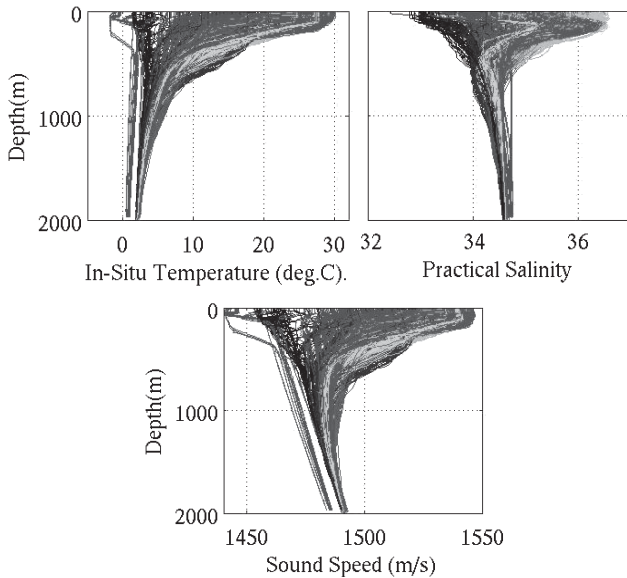 0
1000
2000
Depth(m)
0 10 20 30
In-Situ Temperature (deg.C).
32 34 36
Practical Salinity
0
1000
2000
Depth(m)
1450 1500 1550
Sound Speed (m/s)